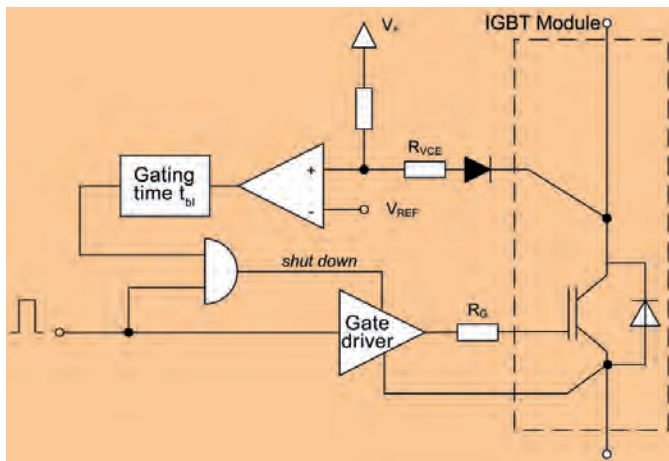 V+
IGBT Module
RVCE
+
Gating
time tbl
-
VREF
shut down
Gate
driver
RG